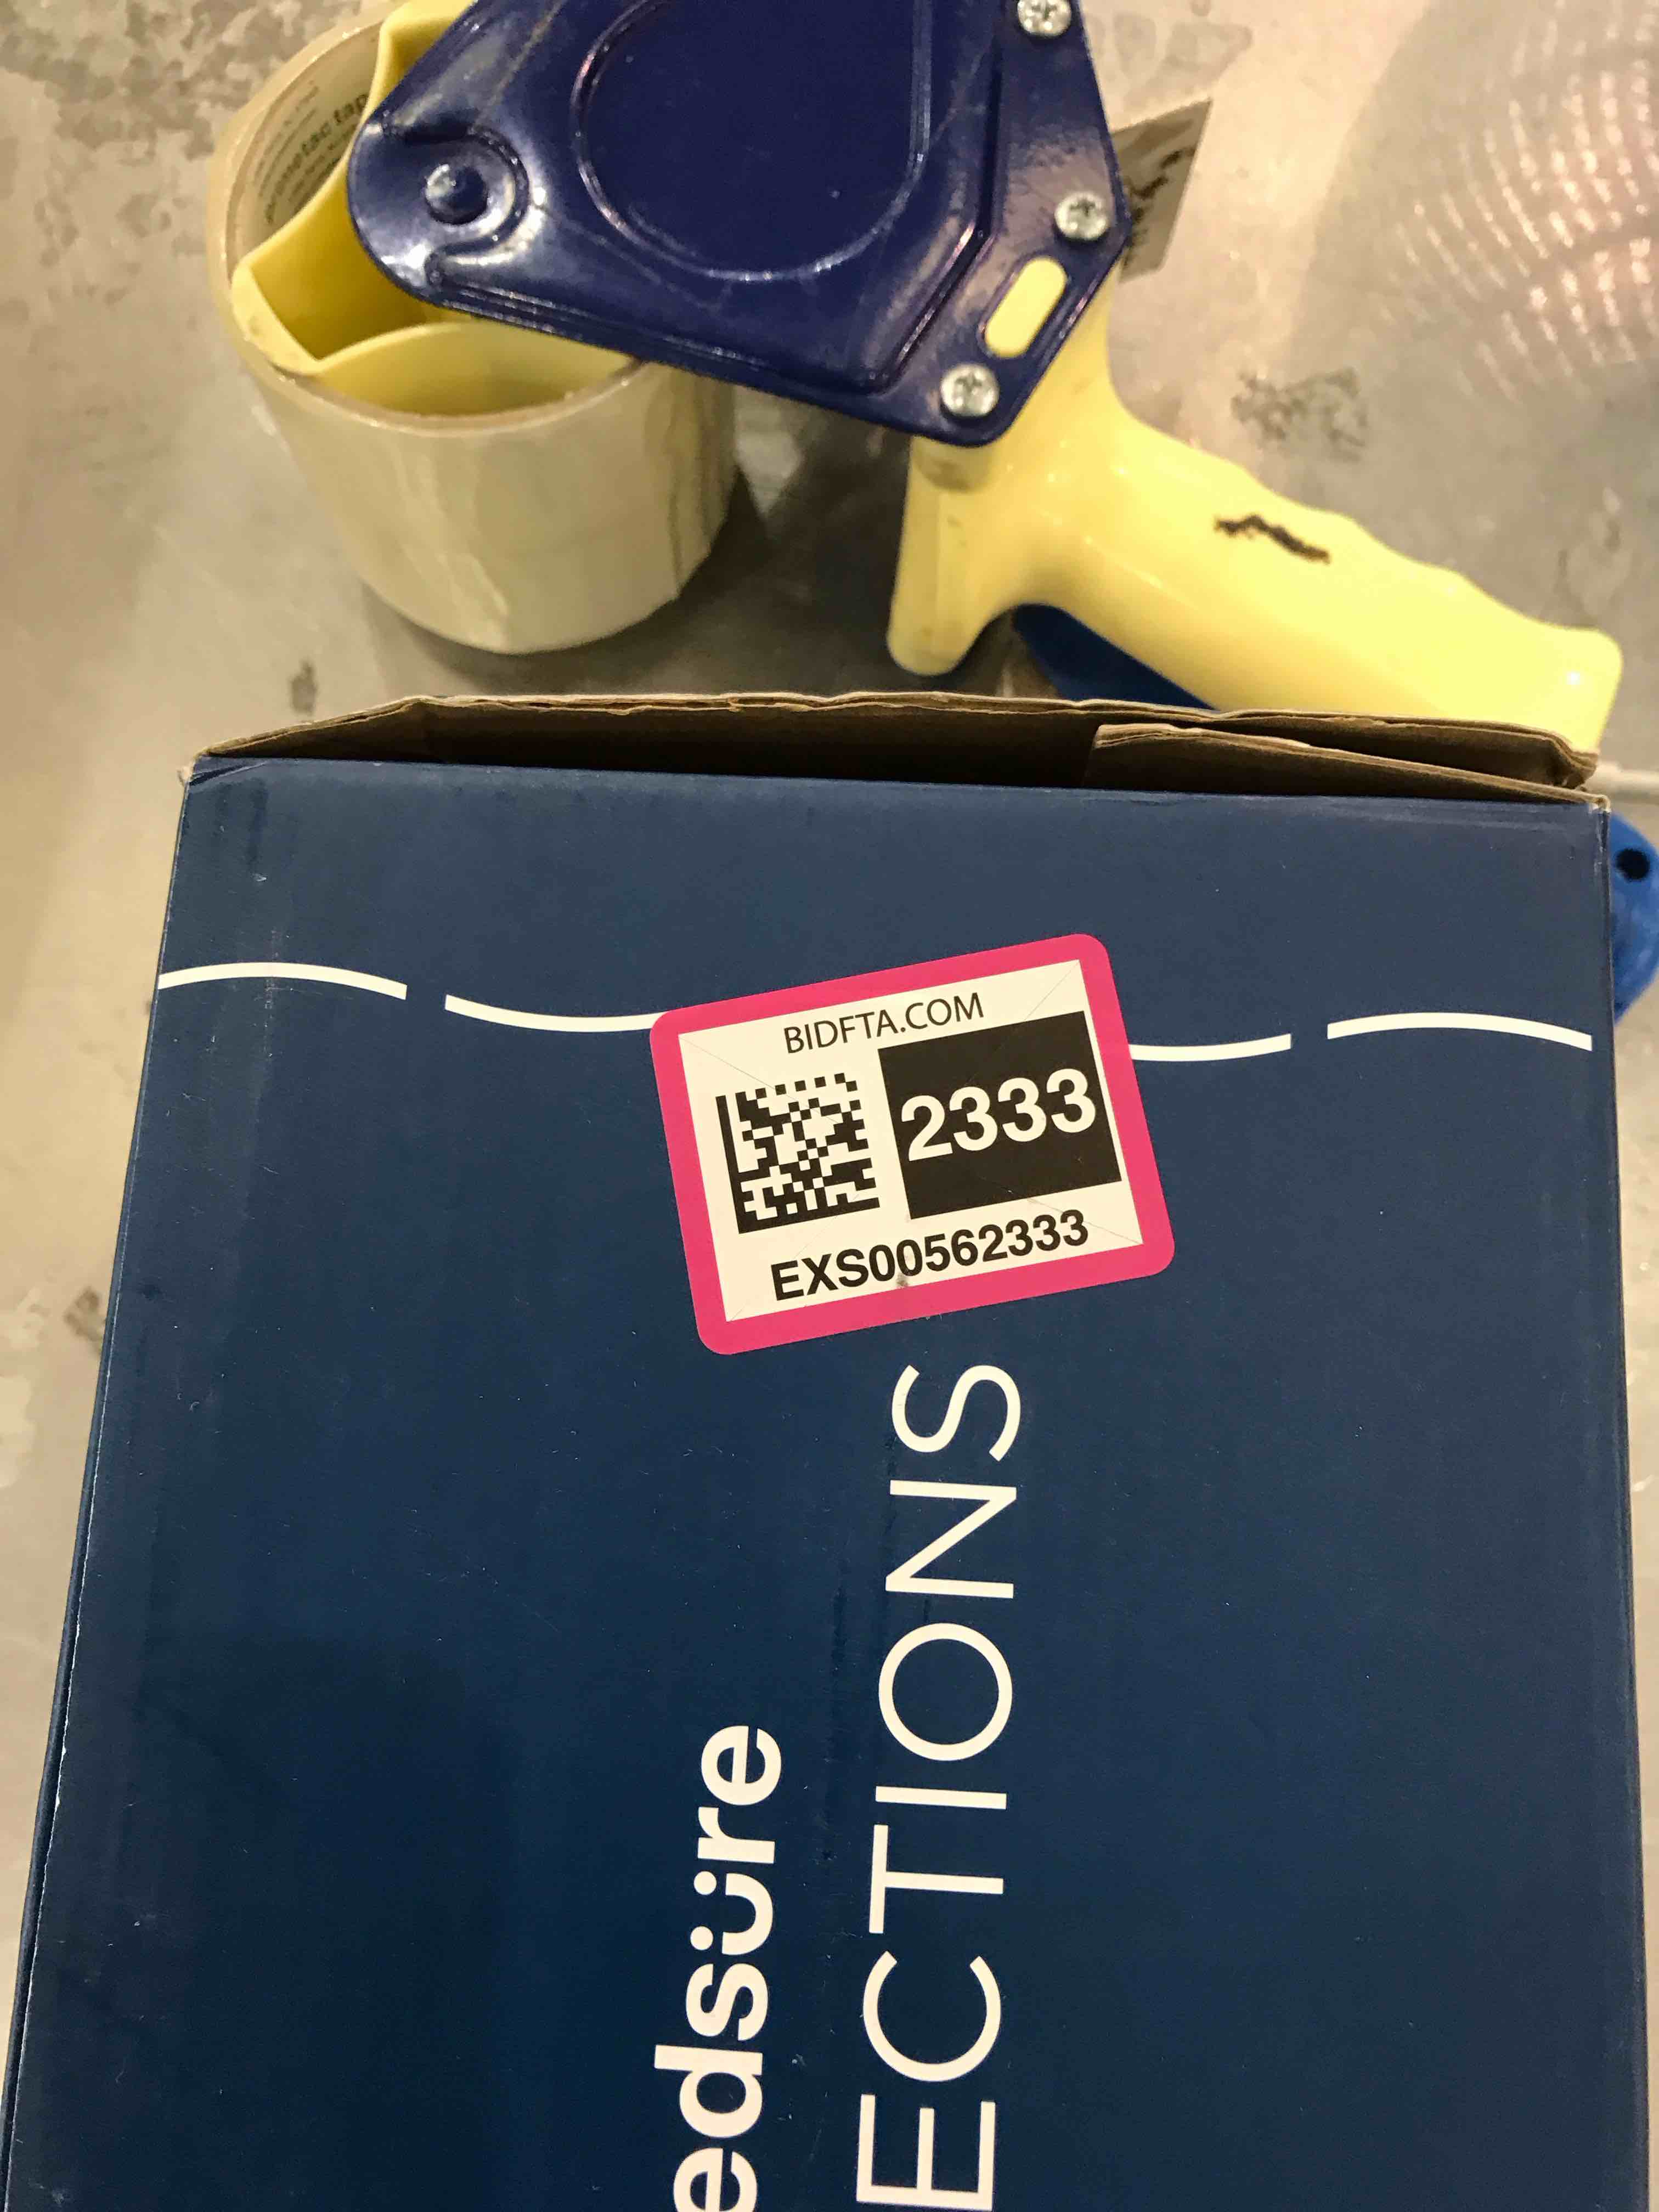 BIDFTA.COM
2333
EXS00562333
edsüre
ECTIONS